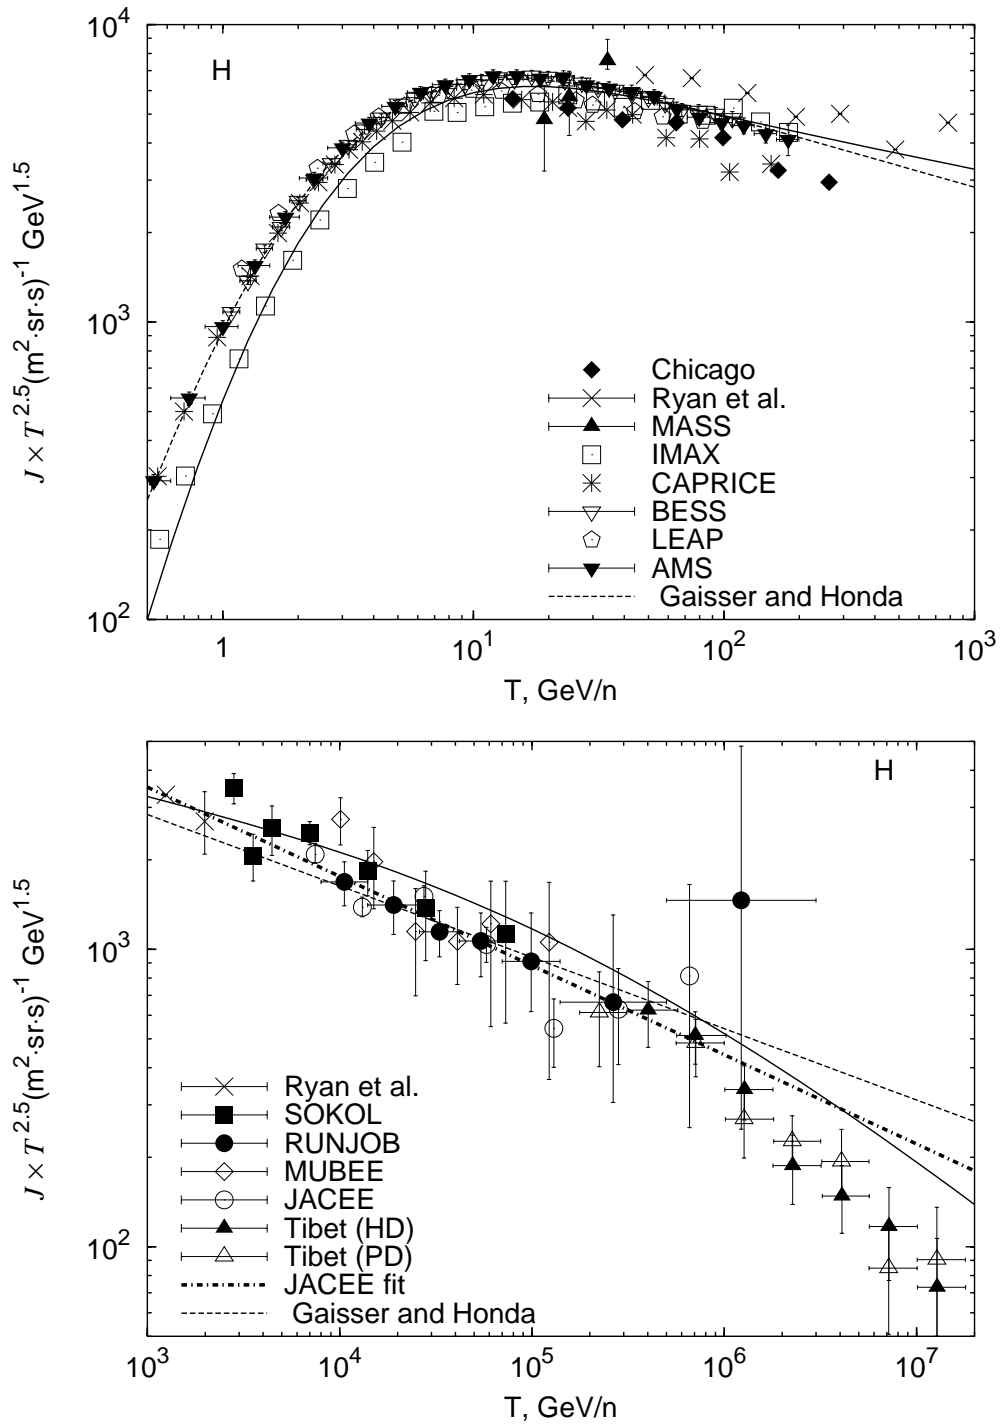 10^4
H
10^3
10^2
J × T^2.5(m^2·sr·s)^-1 GeV^1.5
Chicago
Ryan et al.
MASS
IMAX
CAPRICE
BESS
LEAP
AMS
Gaisser and Honda
1
10^1
10^2
10^3
T, GeV/n
H
10^3
10^2
J × T^2.5(m^2·sr·s)^-1 GeV^1.5
Ryan et al.
SOKOL
RUNJOB
MUBEE
JACEE
Tibet (HD)
Tibet (PD)
JACEE fit
Gaisser and Honda
10^3
10^4
10^5
10^6
10^7
T, GeV/n